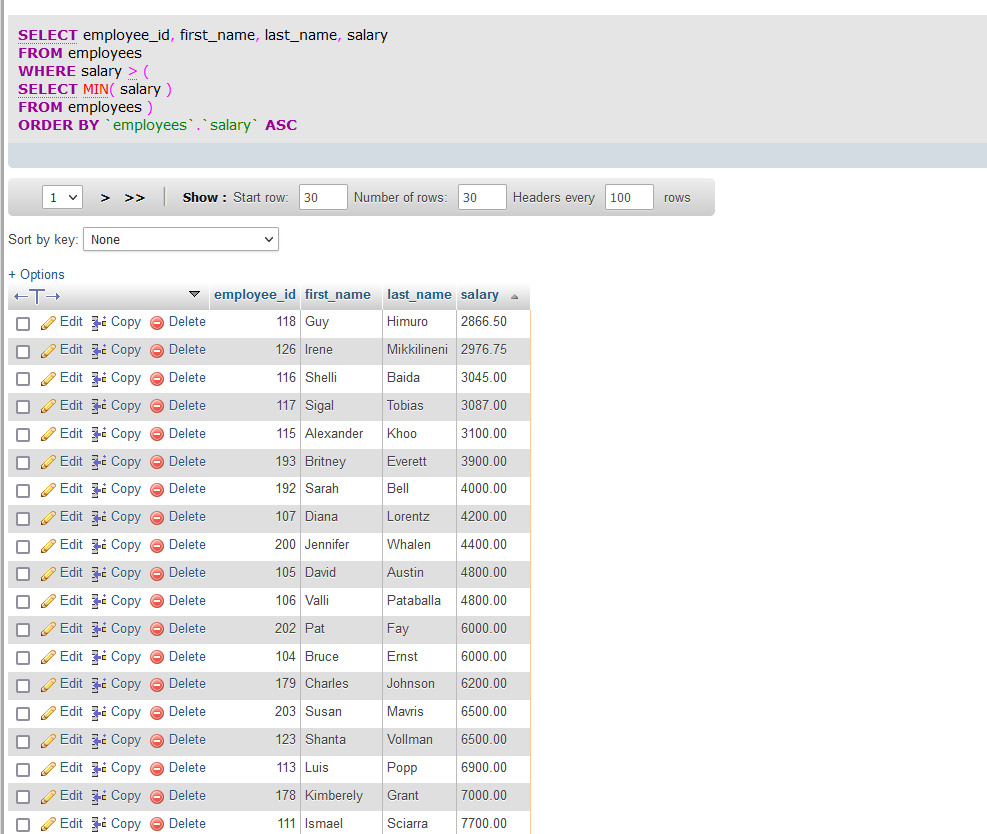 SELECT employee_id, first_name, last_name, salary
FROM employees
WHERE salary > (
SELECT MIN( salary )
FROM employees )
ORDER BY `employees`.`salary` ASC
1 > >> Show : Start row: 30 Number of rows: 30 Headers every 100 rows
Sort by key: None
+ Options
←T→ employee_id first_name last_name salary
Edit Copy Delete 118 Guy Himuro 2866.50
Edit Copy Delete 126 Irene Mikkilineni 2976.75
Edit Copy Delete 116 Shelli Baida 3045.00
Edit Copy Delete 117 Sigal Tobias 3087.00
Edit Copy Delete 115 Alexander Khoo 3100.00
Edit Copy Delete 193 Britney Everett 3900.00
Edit Copy Delete 192 Sarah Bell 4000.00
Edit Copy Delete 107 Diana Lorentz 4200.00
Edit Copy Delete 200 Jennifer Whalen 4400.00
Edit Copy Delete 105 David Austin 4800.00
Edit Copy Delete 106 Valli Pataballa 4800.00
Edit Copy Delete 202 Pat Fay 6000.00
Edit Copy Delete 104 Bruce Ernst 6000.00
Edit Copy Delete 179 Charles Johnson 6200.00
Edit Copy Delete 203 Susan Mavris 6500.00
Edit Copy Delete 123 Shanta Vollman 6500.00
Edit Copy Delete 113 Luis Popp 6900.00
Edit Copy Delete 178 Kimberely Grant 7000.00
Edit Copy Delete 111 Ismael Sciarra 7700.00